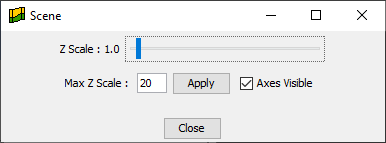 Scene
Z Scale : 1.0
Max Z Scale : 20 Apply Axes Visible
Close